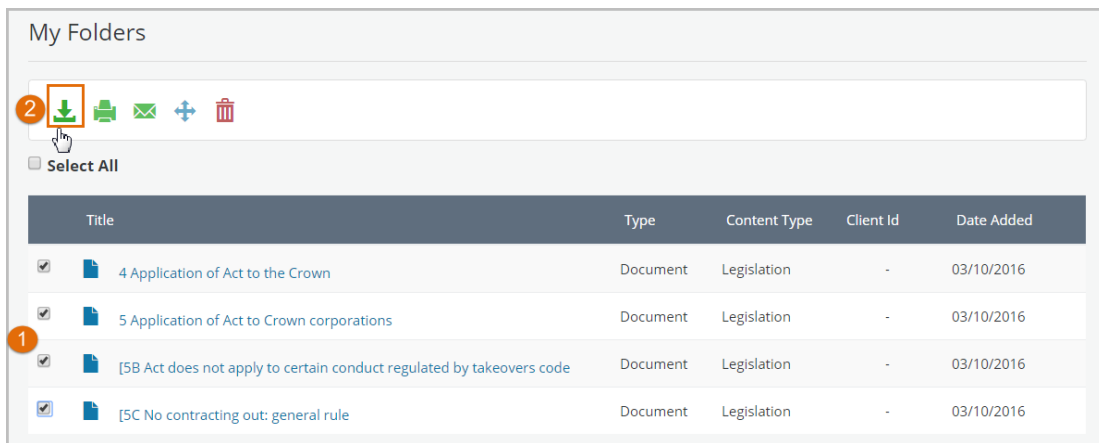 My Folders
2
Select All
Title Type Content Type Client Id Date Added
4 Application of Act to the Crown Document Legislation - 03/10/2016
5 Application of Act to Crown corporations Document Legislation - 03/10/2016
1
[5B Act does not apply to certain conduct regulated by takeovers code Document Legislation - 03/10/2016
[5C No contracting out: general rule Document Legislation - 03/10/2016